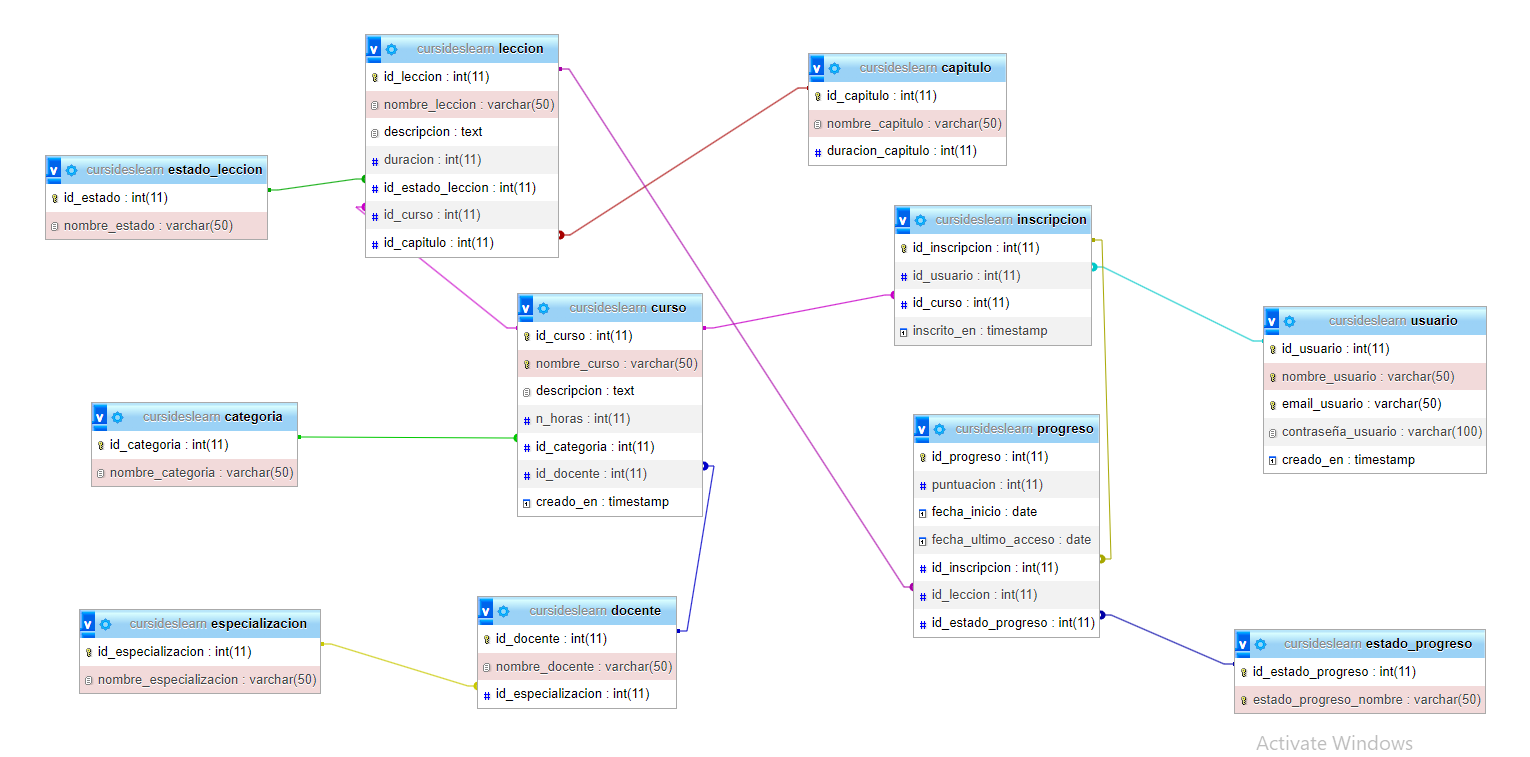 cursideslearn leccion
id_leccion : int(11)
nombre_leccion : varchar(50)
descripcion : text
duracion : int(11)
id_estado_leccion : int(11)
id_curso : int(11)
id_capitulo : int(11)
cursideslearn capitulo
id_capitulo : int(11)
nombre_capitulo : varchar(50)
duracion_capitulo : int(11)
cursideslearn estado_leccion
id_estado : int(11)
nombre_estado : varchar(50)
cursideslearn inscripcion
id_inscripcion : int(11)
id_usuario : int(11)
id_curso : int(11)
inscrito_en : timestamp
cursideslearn curso
id_curso : int(11)
nombre_curso : varchar(50)
descripcion : text
n_horas : int(11)
id_categoria : int(11)
id_docente : int(11)
creado_en : timestamp
cursideslearn usuario
id_usuario : int(11)
nombre_usuario : varchar(50)
email_usuario : varchar(50)
contraseña_usuario : varchar(100)
creado_en : timestamp
cursideslearn categoria
id_categoria : int(11)
nombre_categoria : varchar(50)
cursideslearn progreso
id_progreso : int(11)
puntuacion : int(11)
fecha_inicio : date
fecha_ultimo_acceso : date
id_inscripcion : int(11)
id_leccion : int(11)
id_estado_progreso : int(11)
cursideslearn especializacion
id_especializacion : int(11)
nombre_especializacion : varchar(50)
cursideslearn docente
id_docente : int(11)
nombre_docente : varchar(50)
id_especializacion : int(11)
cursideslearn estado_progreso
id_estado_progreso : int(11)
estado_progreso_nombre : varchar(50)
Activate Windows